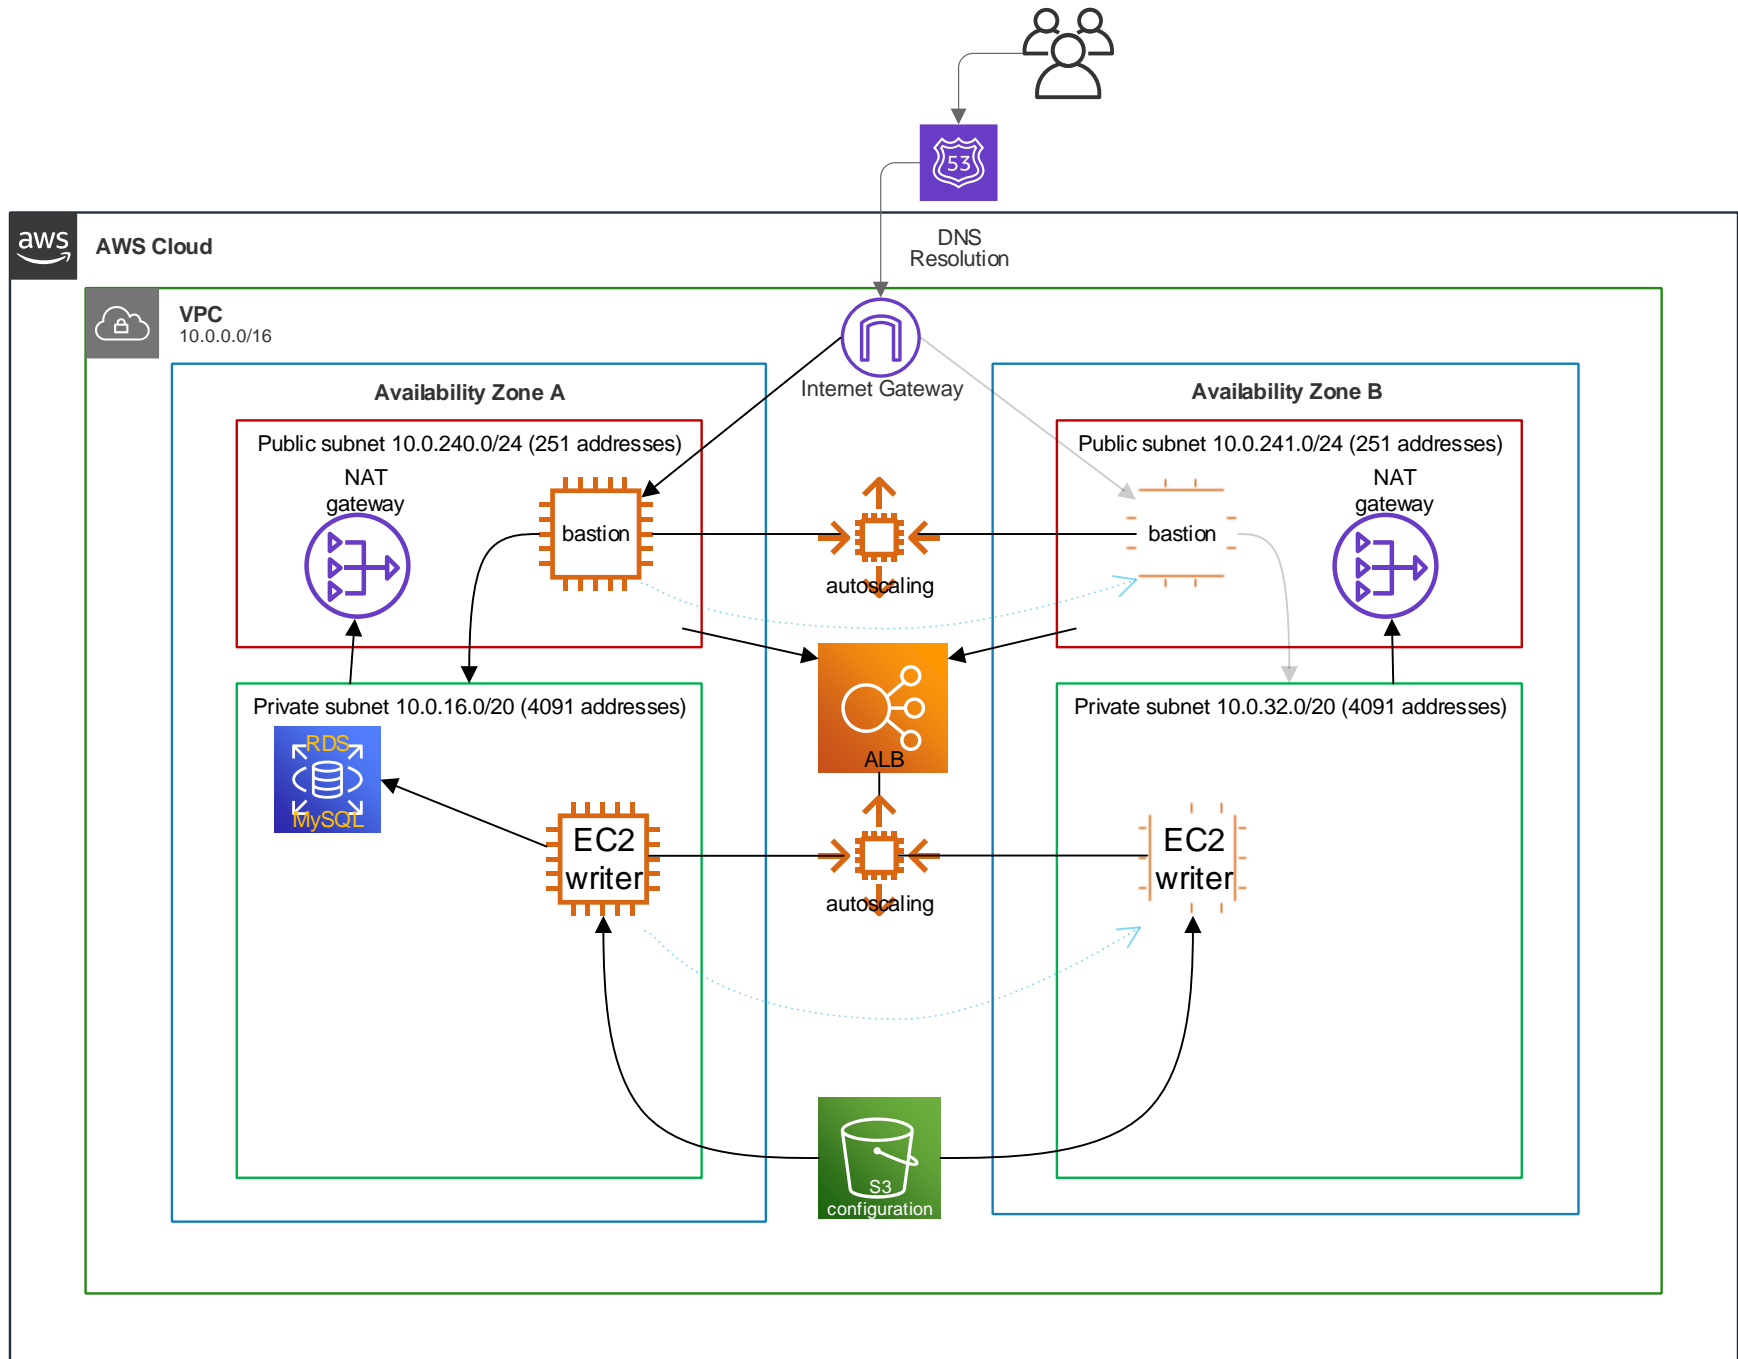 53
aws
AWS Cloud
DNS
Resolution
VPC
10.0.0.0/16
Internet Gateway
Availability Zone A
Availability Zone B
Public subnet 10.0.240.0/24 (251 addresses)
NAT
gateway
bastion
autoscaling
Public subnet 10.0.241.0/24 (251 addresses)
bastion
NAT
gateway
Private subnet 10.0.16.0/20 (4091 addresses)
RDS
MySQL
EC2
writer
ALB
autoscaling
Private subnet 10.0.32.0/20 (4091 addresses)
EC2
writer
S3
configuration